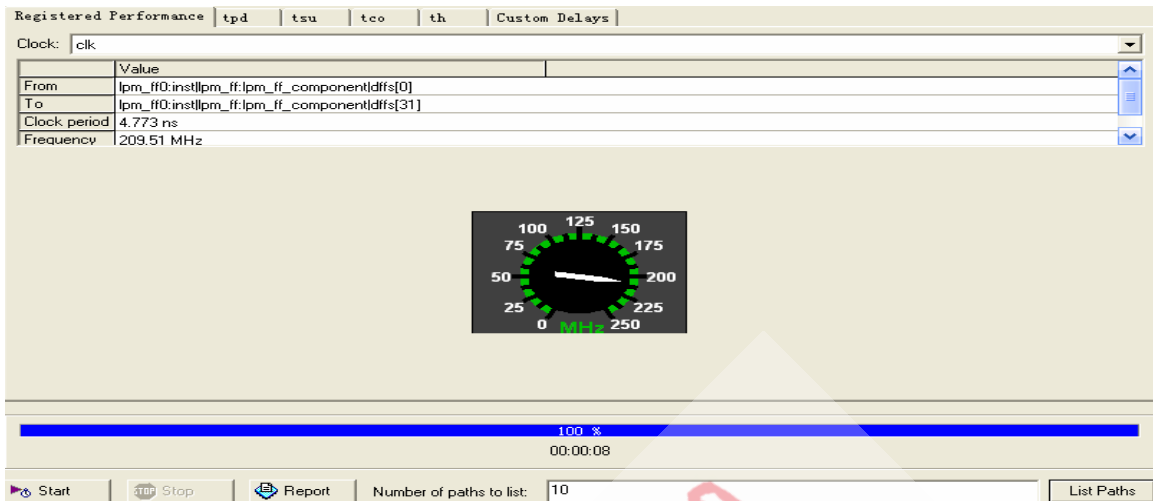 Registered Performance tpd tsu tco th Custom Delays
Clock: clk
Value
From lpm_ff0:inst|lpm_ff:lpm_ff_component|dffs[0]
To lpm_ff0:inst|lpm_ff:lpm_ff_component|dffs[31]
Clock period 4.773 ns
Frequency 209.51 MHz
125
100 150
75 175
50 200
25 225
0 MHz 250
100 %
00:00:08
Start STOP Stop Report Number of paths to list: 10 List Paths